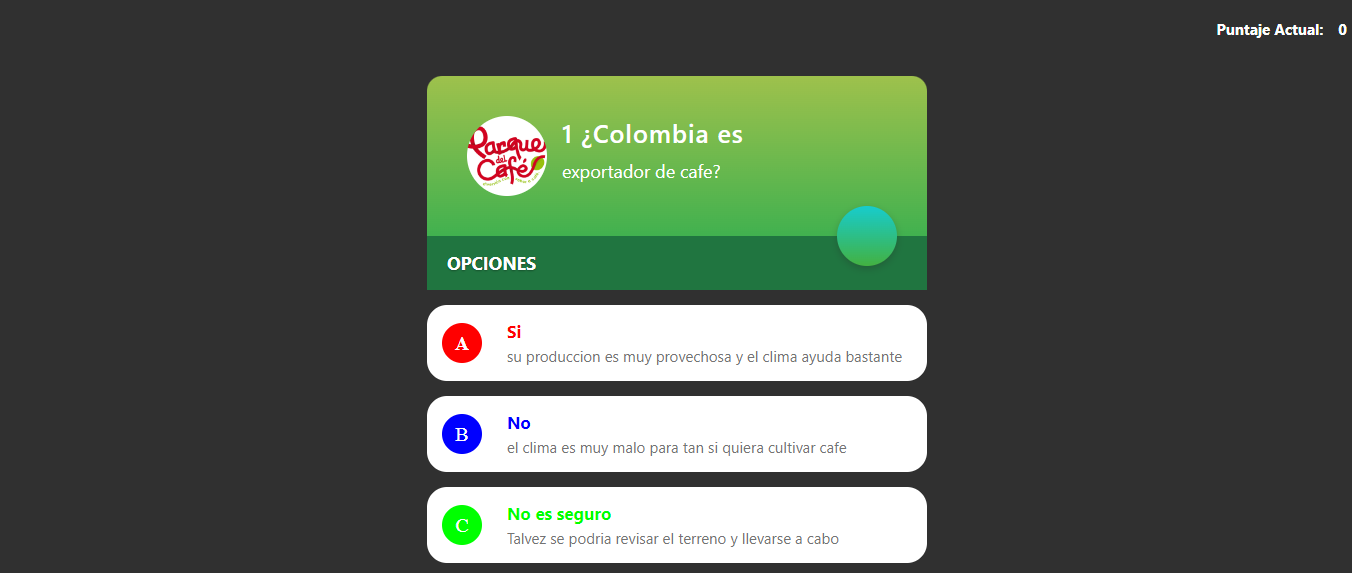 Puntaje Actual: 0
Parque
del
Café
1 ¿Colombia es
exportador de cafe?
OPCIONES
A
Si
su produccion es muy provechosa y el clima ayuda bastante
B
No
el clima es muy malo para tan si quiera cultivar cafe
C
No es seguro
Talvez se podria revisar el terreno y llevarse a cabo